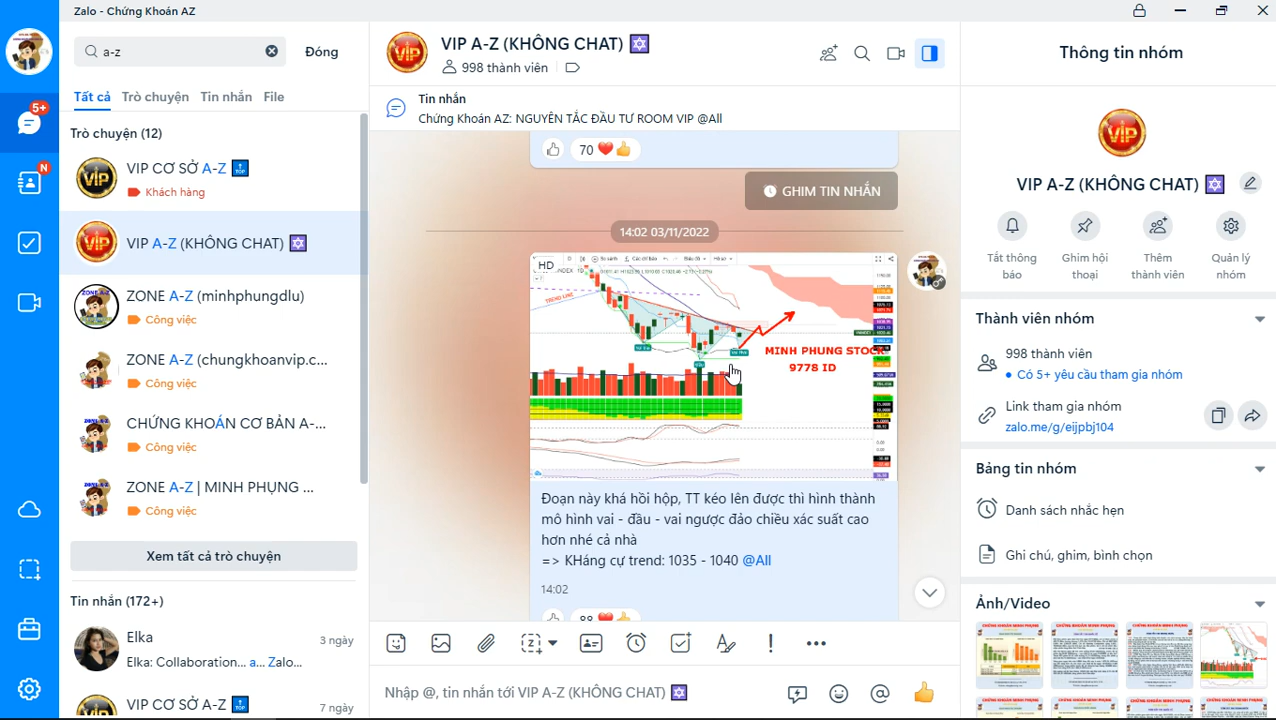 Zalo - Chứng Khoán AZ
a-z
Đóng
5+
N
Tất cả
Trò chuyện
Tin nhắn
File
Trò chuyện (12)
VIP CƠ SỞ A-Z TOP
Khách hàng
VIP A-Z (KHÔNG CHAT)
ZONE A-Z (minhphungdlu)
Công việc
ZONE A-Z (chungkhoanvip.c...
Công việc
CHỨNG KHOÁN CƠ BẢN A-...
Công việc
ZONE A-Z | MINH PHỤNG ...
Công việc
Xem tất cả trò chuyện
Tin nhắn (172+)
Elka
3 ngày
Elka: Collaboration... a... Zalo...
VIP CƠ SỞ A-Z TOP
7 ngày
VIP
VIP A-Z (KHÔNG CHAT)
998 thành viên
Tin nhắn
Chứng Khoán AZ: NGUYÊN TẮC ĐẦU TƯ ROOM VIP @All
70
GHIM TIN NHẮN
14:02 03/11/2022
HD
TREND LINE
MINH PHUNG STOCK
9778 ID
Đoạn này khá hồi hộp, TT kéo lên được thì hình thành
mô hình vai - đầu - vai ngược đảo chiều xác suất cao
hơn nhé cả nhà
=> KHáng cự trend: 1035 - 1040 @All
14:02
88
Nhập @, tin nhắn tới VIP A-Z (KHÔNG CHAT)
Thông tin nhóm
VIP
VIP A-Z (KHÔNG CHAT)
Tắt thông
báo
Ghim hội
thoại
Thêm
thành viên
Quản lý
nhóm
Thành viên nhóm
998 thành viên
Có 5+ yêu cầu tham gia nhóm
Link tham gia nhóm
zalo.me/g/eijpbj104
Bảng tin nhóm
Danh sách nhắc hẹn
Ghi chú, ghim, bình chọn
Ảnh/Video